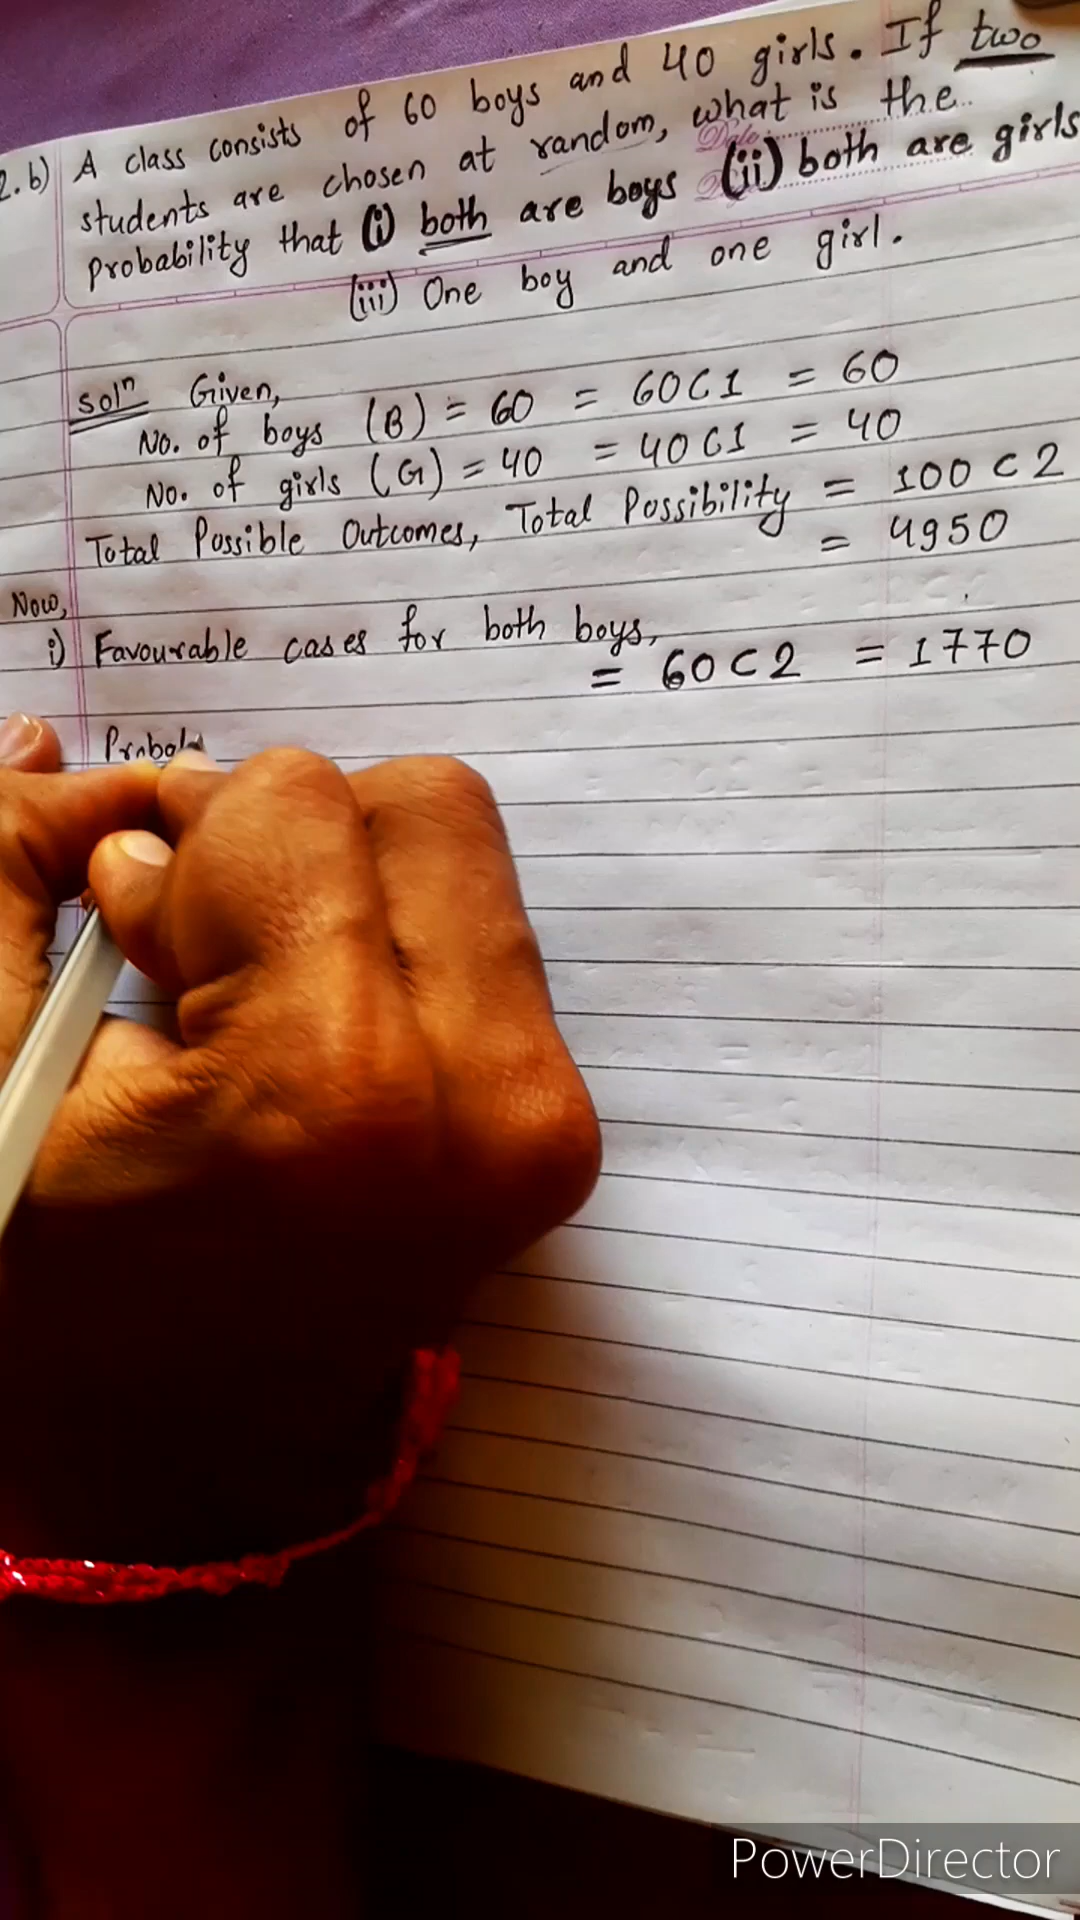 2.b) A class consists of 60 boys and 40 girls. If two
students are chosen at random, what is the
probability that (i) both are boys (ii) both are girls
(iii) One boy and one girl.
Date
Solⁿ Given,
No. of boys (B) = 60 = 60C1 = 60
No. of girls (G) = 40 = 40C1 = 40
Total Possible Outcomes, Total Possibility = 100C2
= 4950
Now,
i) Favourable cases for both boys,
= 60C2 = 1770
PowerDirector